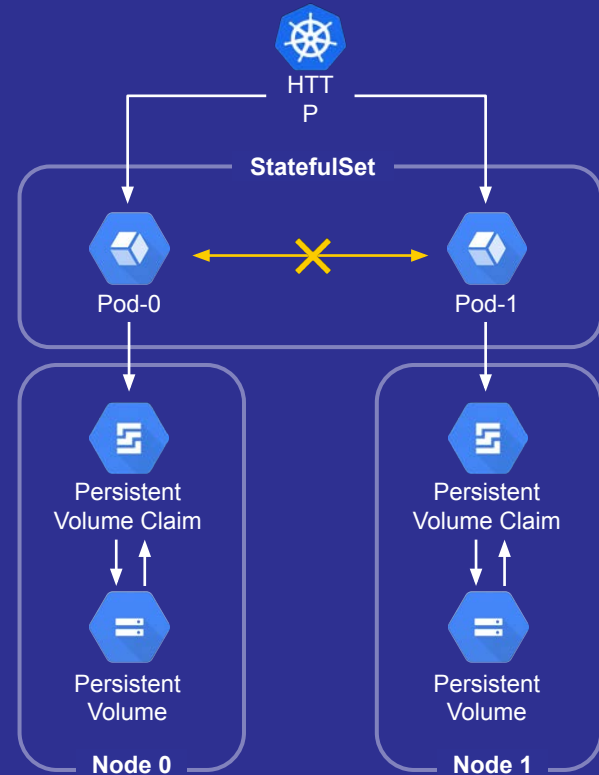 HTT
P
StatefulSet
Pod-0
Pod-1
Persistent
Volume Claim
Persistent
Volume Claim
Persistent
Volume
Persistent
Volume
Node 0
Node 1